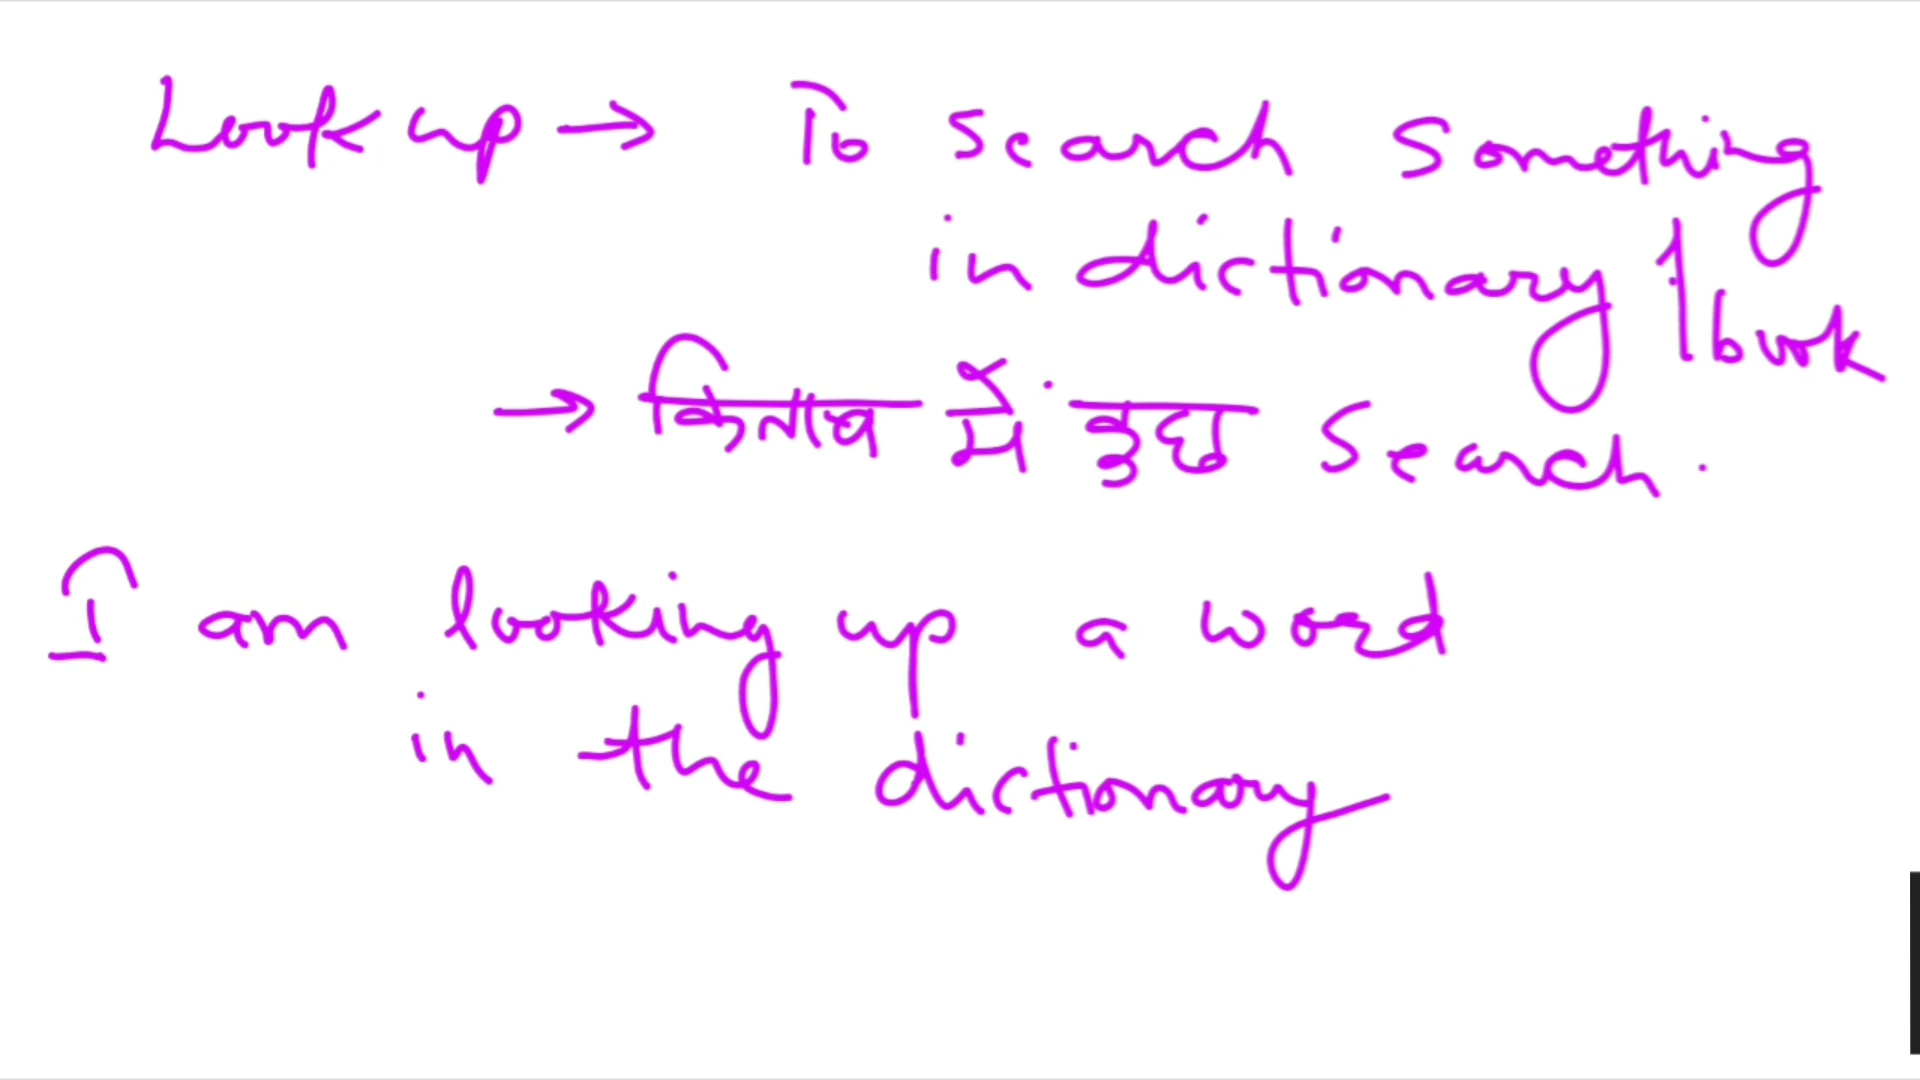 Look up → To search something
in dictionary / book
→ किताब में कुछ search.
I am looking up a word
in the dictionary